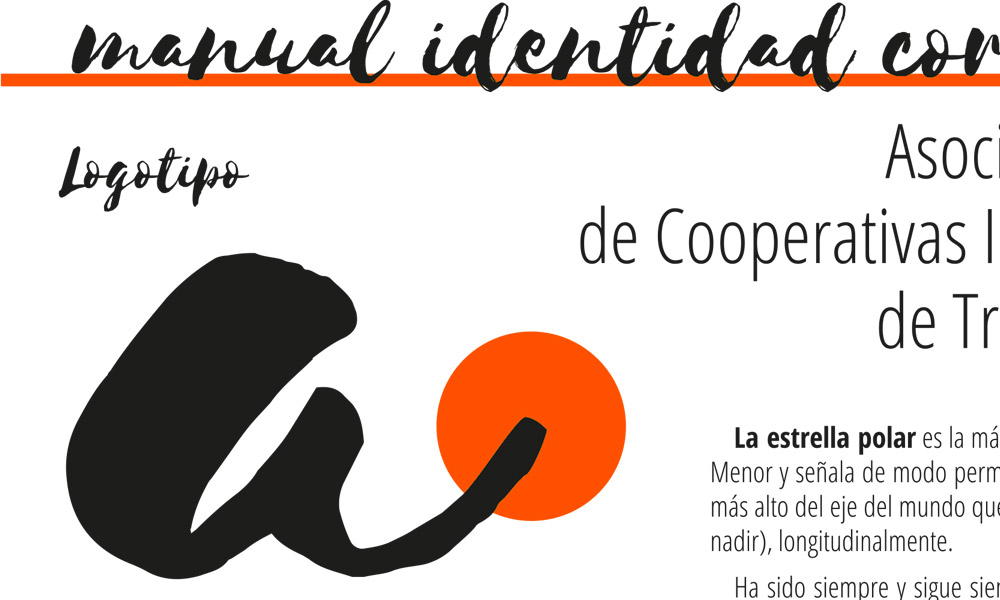 manual identidad cor
Logotipo
Asoci
de Cooperativas I
de Tr
La estrella polar es la má
Menor y señala de modo perm
más alto del eje del mundo que
nadir), longitudinalmente.
Ha sido siempre y sigue sien